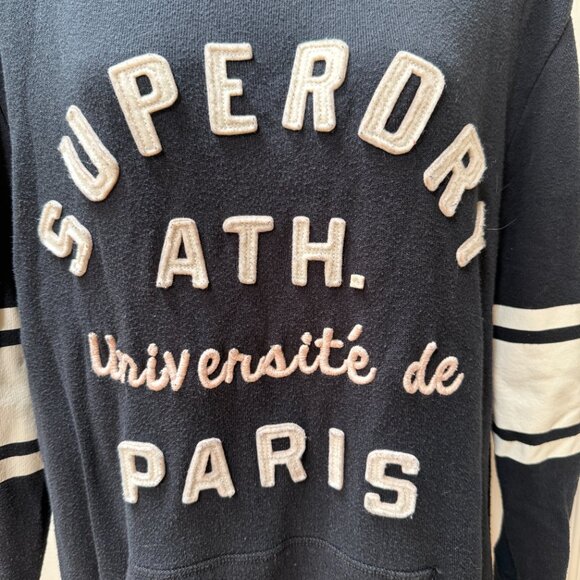 SUPERDRY
ATH.
Université de
PARIS